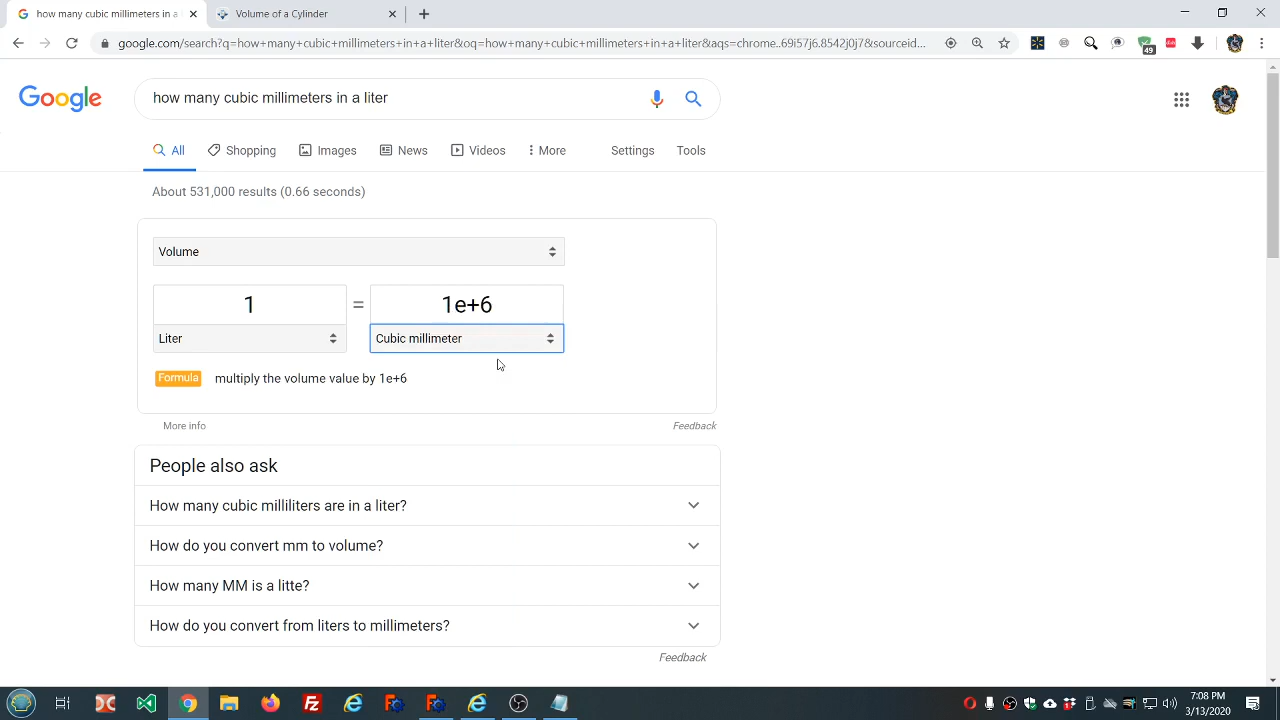 how many cubic millimeters in a
Volume of a Cylinder
google.com/search?q=how+many+cubic+millimeters+in+a+liter&oq=how+many+cubic+millimeters+in+a+liter&aqs=chrome..69i57j6.8542j0j7&sourceid...
49
Google
how many cubic millimeters in a liter
All Shopping Images News Videos More Settings Tools
About 531,000 results (0.66 seconds)
Volume
1 = 1e+6
Liter Cubic millimeter
Formula multiply the volume value by 1e+6
More info Feedback
People also ask
How many cubic milliliters are in a liter?
How do you convert mm to volume?
How many MM is a litte?
How do you convert from liters to millimeters?
Feedback
7:08 PM
3/13/2020